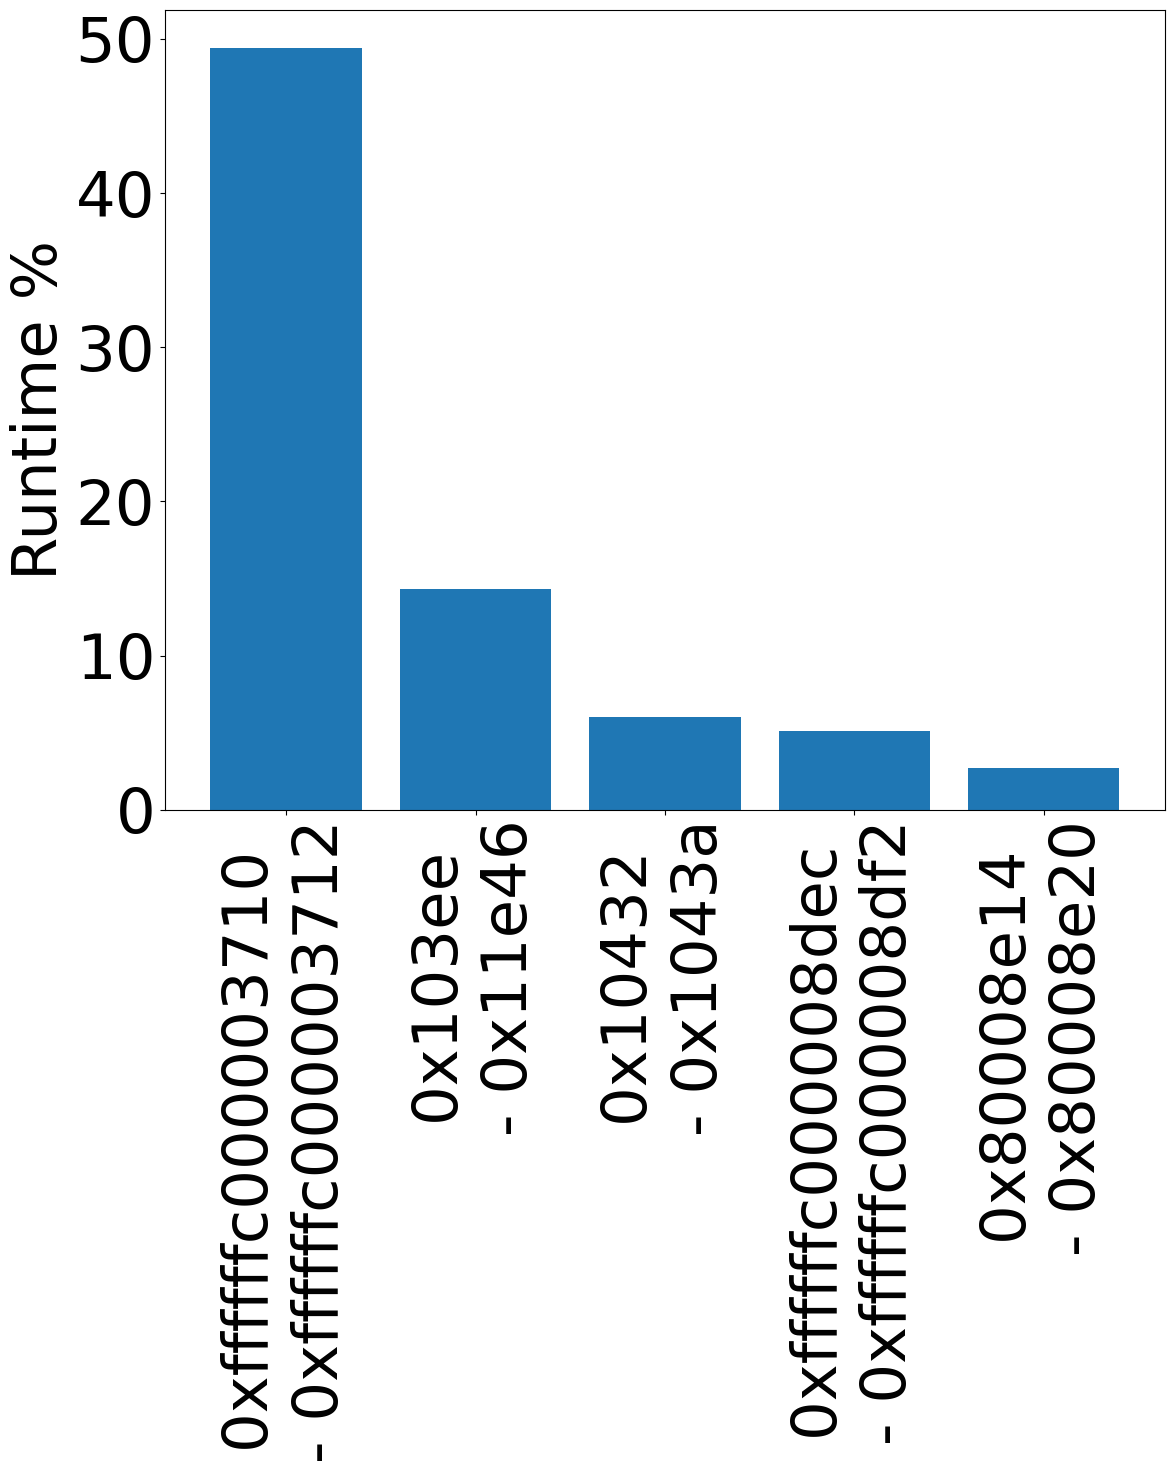 50
40
30
20
10
0
Runtime %
0xffffffc000003710
- 0xffffffc000003712
0x103ee
- 0x11e46
0x10432
- 0x1043a
0xffffffc000008dec
- 0xffffffc000008df2
0x80008e14
- 0x80008e20